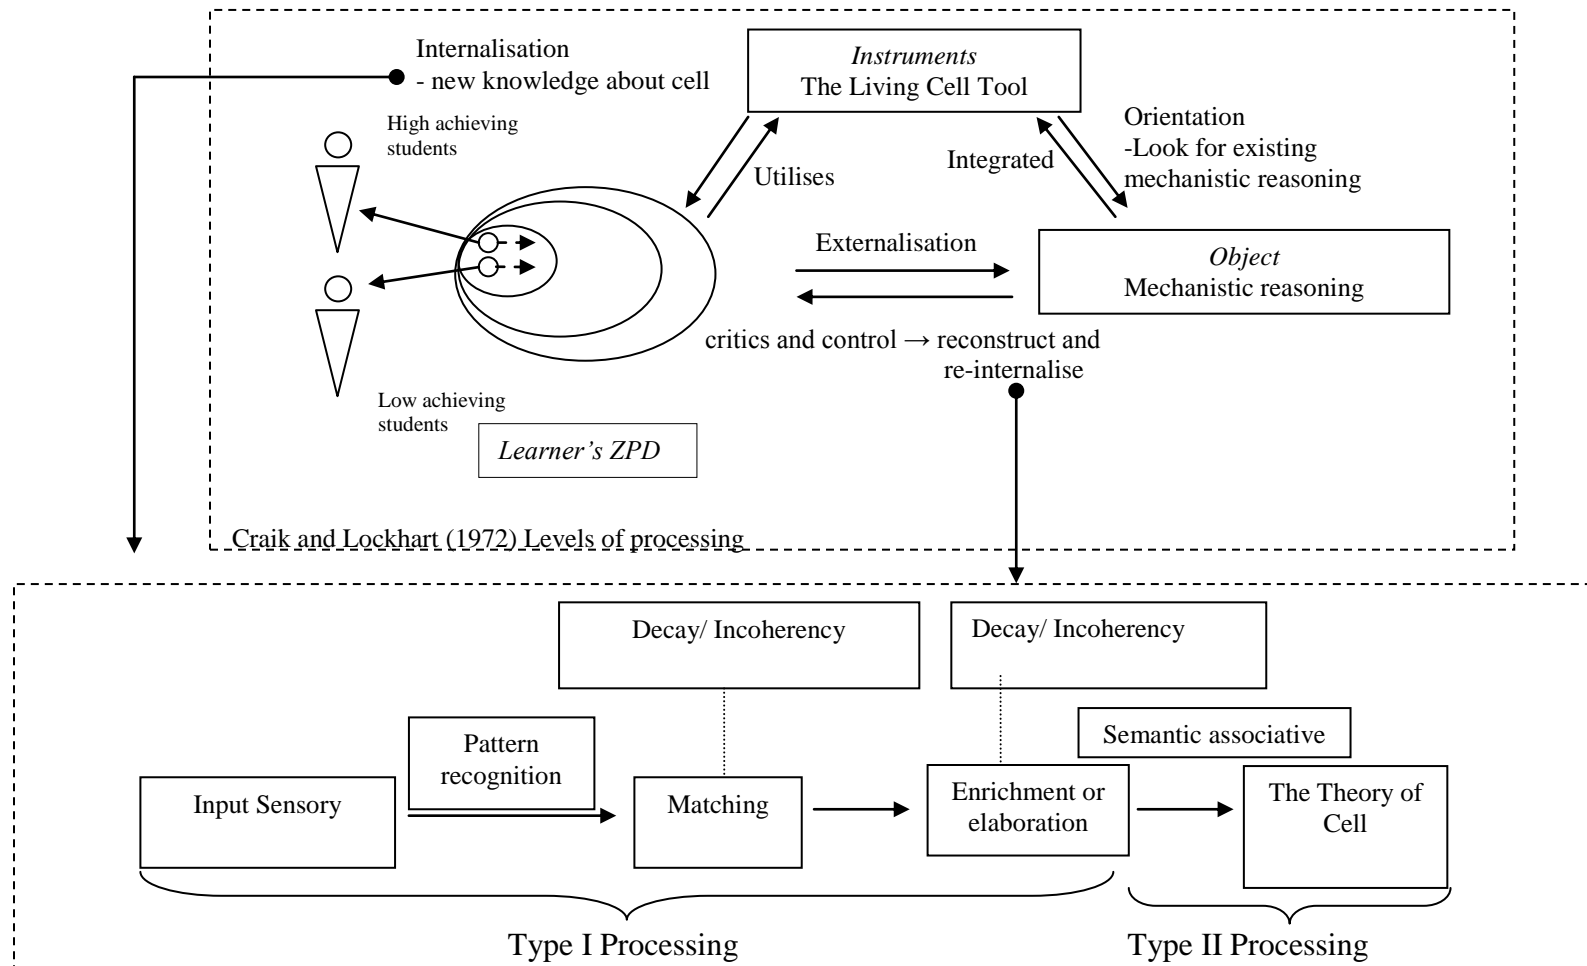 Internalisation
- new knowledge about cell
Instruments
The Living Cell Tool
High achieving
students
Utilises
Integrated
Orientation
-Look for existing
mechanistic reasoning
Externalisation
Object
Mechanistic reasoning
critics and control → reconstruct and
re-internalise
Low achieving
students
Learner's ZPD
Craik and Lockhart (1972) Levels of processing
Decay/ Incoherency
Decay/ Incoherency
Pattern
recognition
Semantic associative
Input Sensory
Matching
Enrichment or
elaboration
The Theory of
Cell
Type I Processing
Type II Processing